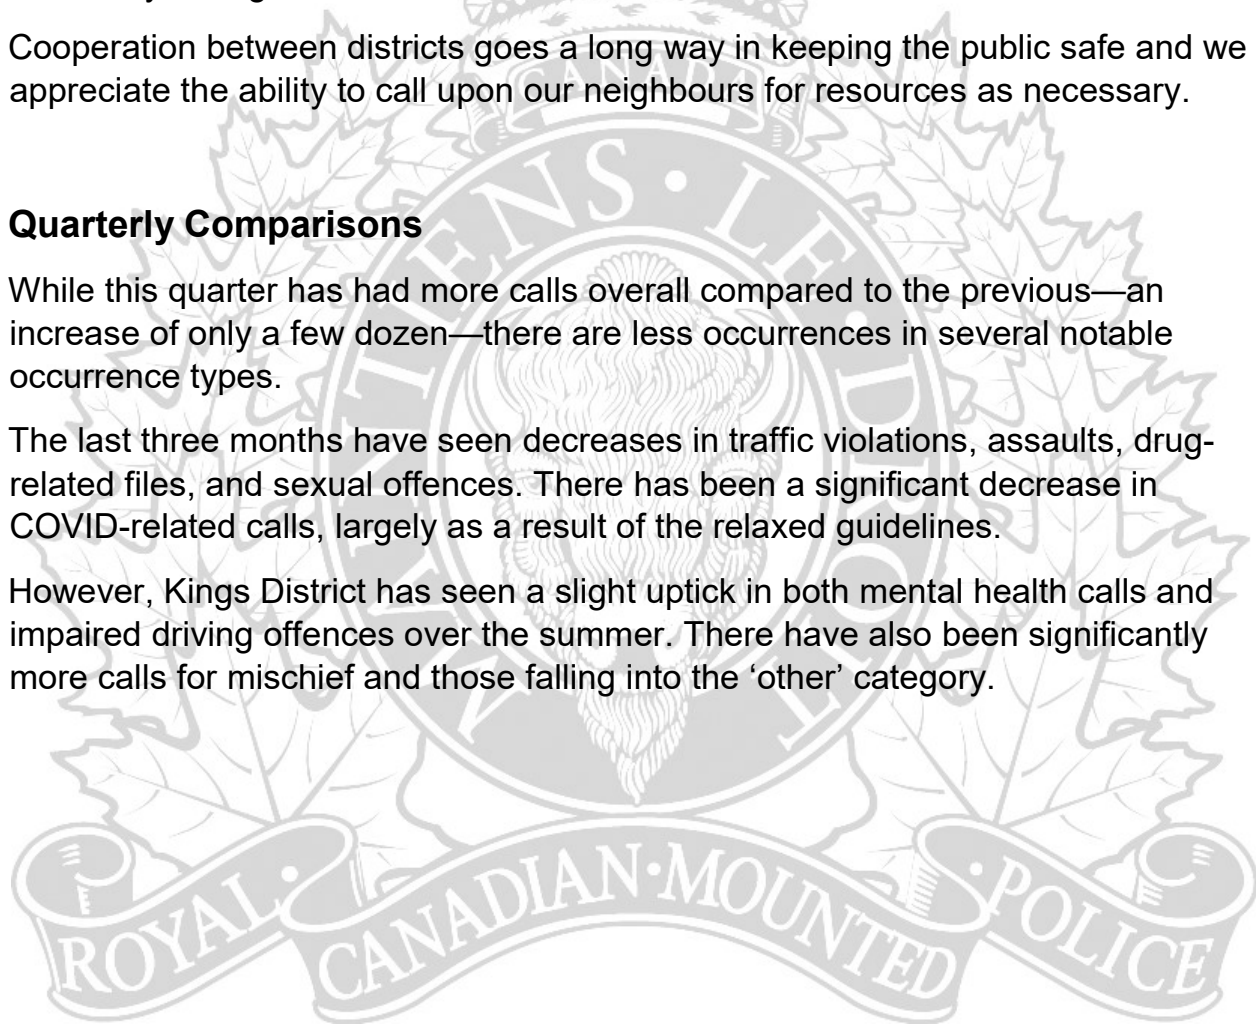 Cooperation between districts goes a long way in keeping the public safe and we
appreciate the ability to call upon our neighbours for resources as necessary.
Quarterly Comparisons
While this quarter has had more calls overall compared to the previous—an
increase of only a few dozen—there are less occurrences in several notable
occurrence types.
The last three months have seen decreases in traffic violations, assaults, drug-
related files, and sexual offences. There has been a significant decrease in
COVID-related calls, largely as a result of the relaxed guidelines.
However, Kings District has seen a slight uptick in both mental health calls and
impaired driving offences over the summer. There have also been significantly
more calls for mischief and those falling into the ‘other’ category.
CANADA
MAINTIENS LE DROIT
ROYAL • CANADIAN • MOUNTED • POLICE